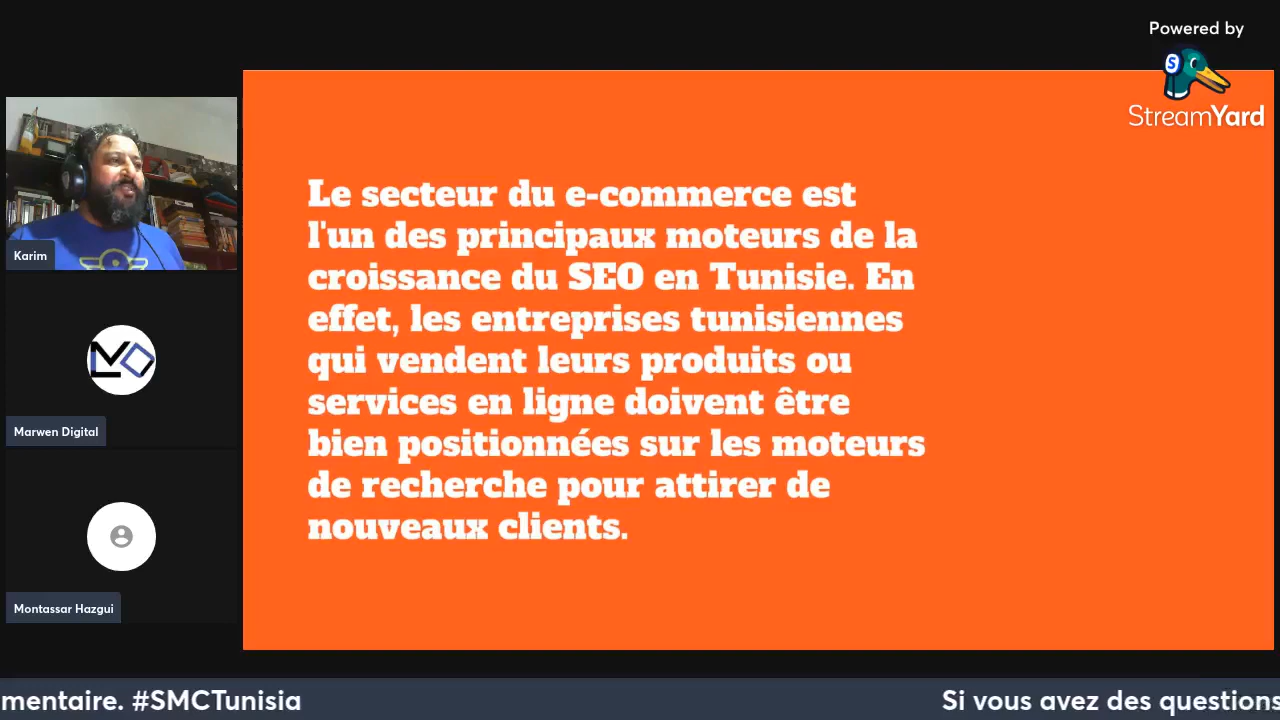 Powered by
StreamYard
Le secteur du e-commerce est
l'un des principaux moteurs de la
croissance du SEO en Tunisie. En
effet, les entreprises tunisiennes
qui vendent leurs produits ou
services en ligne doivent être
bien positionnées sur les moteurs
de recherche pour attirer de
nouveaux clients.
Karim
Marwen Digital
Montassar Hazgui
mentaire. #SMCTunisia
Si vous avez des questions